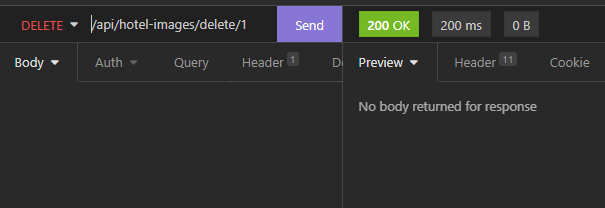 DELETE /api/hotel-images/delete/1 Send 200 OK 200 ms 0 B
Body Auth Query Header 1 Preview Header 11 Cookie
No body returned for response